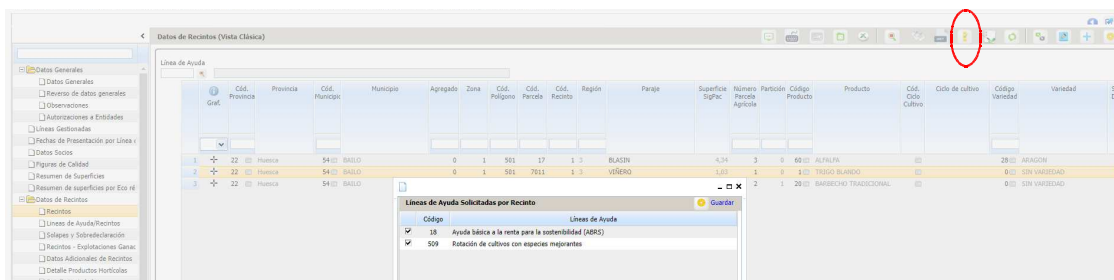 Datos de Recintos (Vista Clásica)
Línea de Ayuda
Datos Generales
Datos Generales
Reverso de datos generales
Observaciones
Autorizaciones a Entidades
Líneas Gestionadas
Fechas de Presentación por Línea
Datos Socios
Figuras de Calidad
Resumen de Superficies
Resumen de superficies por Eco ré
Datos de Recintos
Recintos
Líneas de Ayuda/Recintos
Solapes y Sobredeclaración
Recintos - Explotaciones Ganac
Datos Adicionales de Recintos
Detalle Productos Hortícolas
Graf. Cód. Provincia Provincia Cód. Municipio Municipio Agregado Zona Cód. Polígono Cód. Parcela Cód. Recinto Región Paraje Superficie SigPac Número Parcela Agrícola Partición Código Producto Producto Cód. Ciclo Cultivo Ciclo de cultivo Código Variedad Variedad
1 22 Huesca 54 BAILO 0 1 501 17 1 3 BLASIN 4,34 3 0 60 ALFALFA 28 ARAGON
2 22 Huesca 54 BAILO 0 1 501 7011 1 3 VIÑERO 1,03 1 0 1 TRIGO BLANDO 0 SIN VARIEDAD
3 22 Huesca 54 BAILO 2 1 20 BARBECHO TRADICIONAL 0 SIN VARIEDAD
Líneas de Ayuda Solicitadas por Recinto Guardar
Código Líneas de Ayuda
18 Ayuda básica a la renta para la sostenibilidad (ABRS)
509 Rotación de cultivos con especies mejorantes